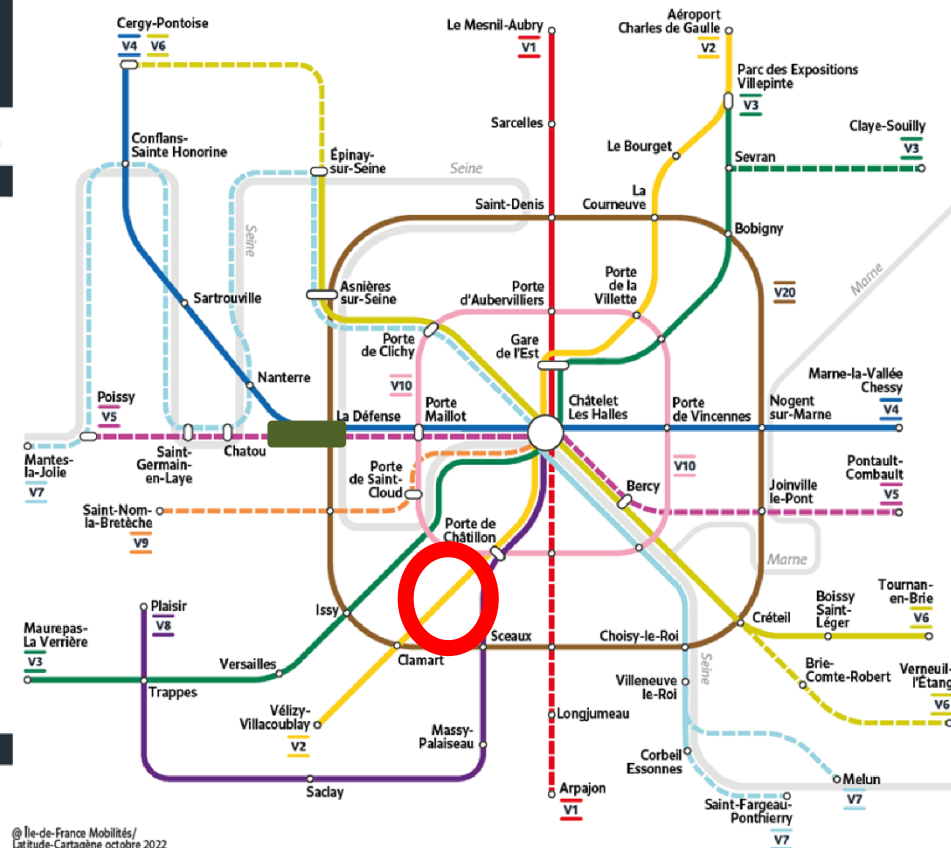 Cergy-Pontoise
V4 V6
Le Mesnil-Aubry
V1
Aéroport
Charles de Gaulle
V2
Parc des Expositions
Villepinte
V3
Claye-Souilly
V3
Conflans-
Sainte Honorine
Sarcelles
Le Bourget
Sevran
Épinay-
sur-Seine
Seine
Saint-Denis
La
Courneuve
Bobigny
Seine
Marne
Sartrouville
Asnières
sur-Seine
Porte
d'Aubervilliers
Porte
de la
Villette
V20
Porte
de Clichy
Gare
de l'Est
Nanterre
V10
Poissy
V5
La Défense
Porte
Maillot
Châtelet
Les Halles
Porte
de Vincennes
Nogent
sur-Marne
Marne-la-Vallée
Chessy
V4
Mantes-
la-Jolie
V7
Saint-
Germain-
en-Laye
Chatou
Porte
de Saint-
Cloud
V10
Bercy
Joinville
le-Pont
Pontault-
Combault
V5
Saint-Nom-
la-Bretèche
V9
Porte de
Châtillon
Marne
Plaisir
V8
Issy
Maurepas-
La Verrière
V3
Versailles
Trappes
Clamart
Sceaux
Choisy-le-Roi
Seine
Créteil
Boissy
Saint-
Léger
Tournan-
en-Brie
V6
Vélizy-
Villacoublay
V2
Villeneuve
le-Roi
Brie-
Comte-Robert
Verneuil-
l'Étang
V6
Massy-
Palaiseau
Longjumeau
Corbeil
Essonnes
Saclay
Arpajon
V1
Melun
V7
Saint-Fargeau-
Ponthierry
V7
@ Île-de-France Mobilités/
Latitude-Cartagène octobre 2022